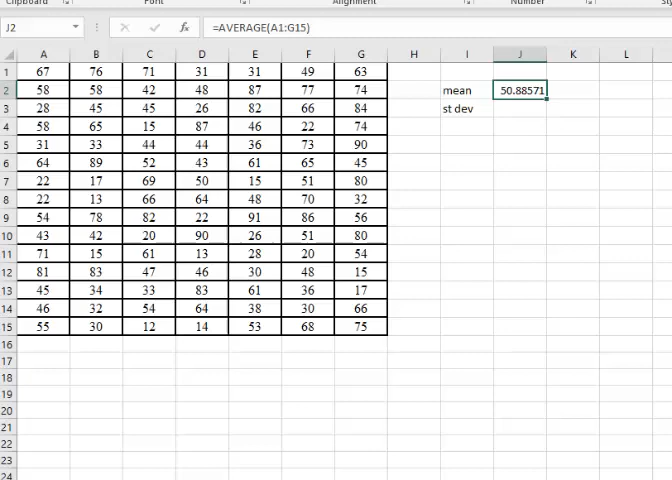 Clipboard Font Alignment Number
J2 =AVERAGE(A1:G15)
A B C D E F G H I J K L
1 67 76 71 31 31 49 63
2 58 58 42 48 87 77 74 mean 50.88571
3 28 45 45 26 82 66 84 st dev
4 58 65 15 87 46 22 74
5 31 33 44 44 36 73 90
6 64 89 52 43 61 65 45
7 22 17 69 50 15 51 80
8 22 13 66 64 48 70 32
9 54 78 82 22 91 86 56
10 43 42 20 90 26 51 80
11 71 15 61 13 28 20 54
12 81 83 47 46 30 48 15
13 45 34 33 83 61 36 17
14 46 32 54 64 38 30 66
15 55 30 12 14 53 68 75
16
17
18
19
20
21
22
23
24